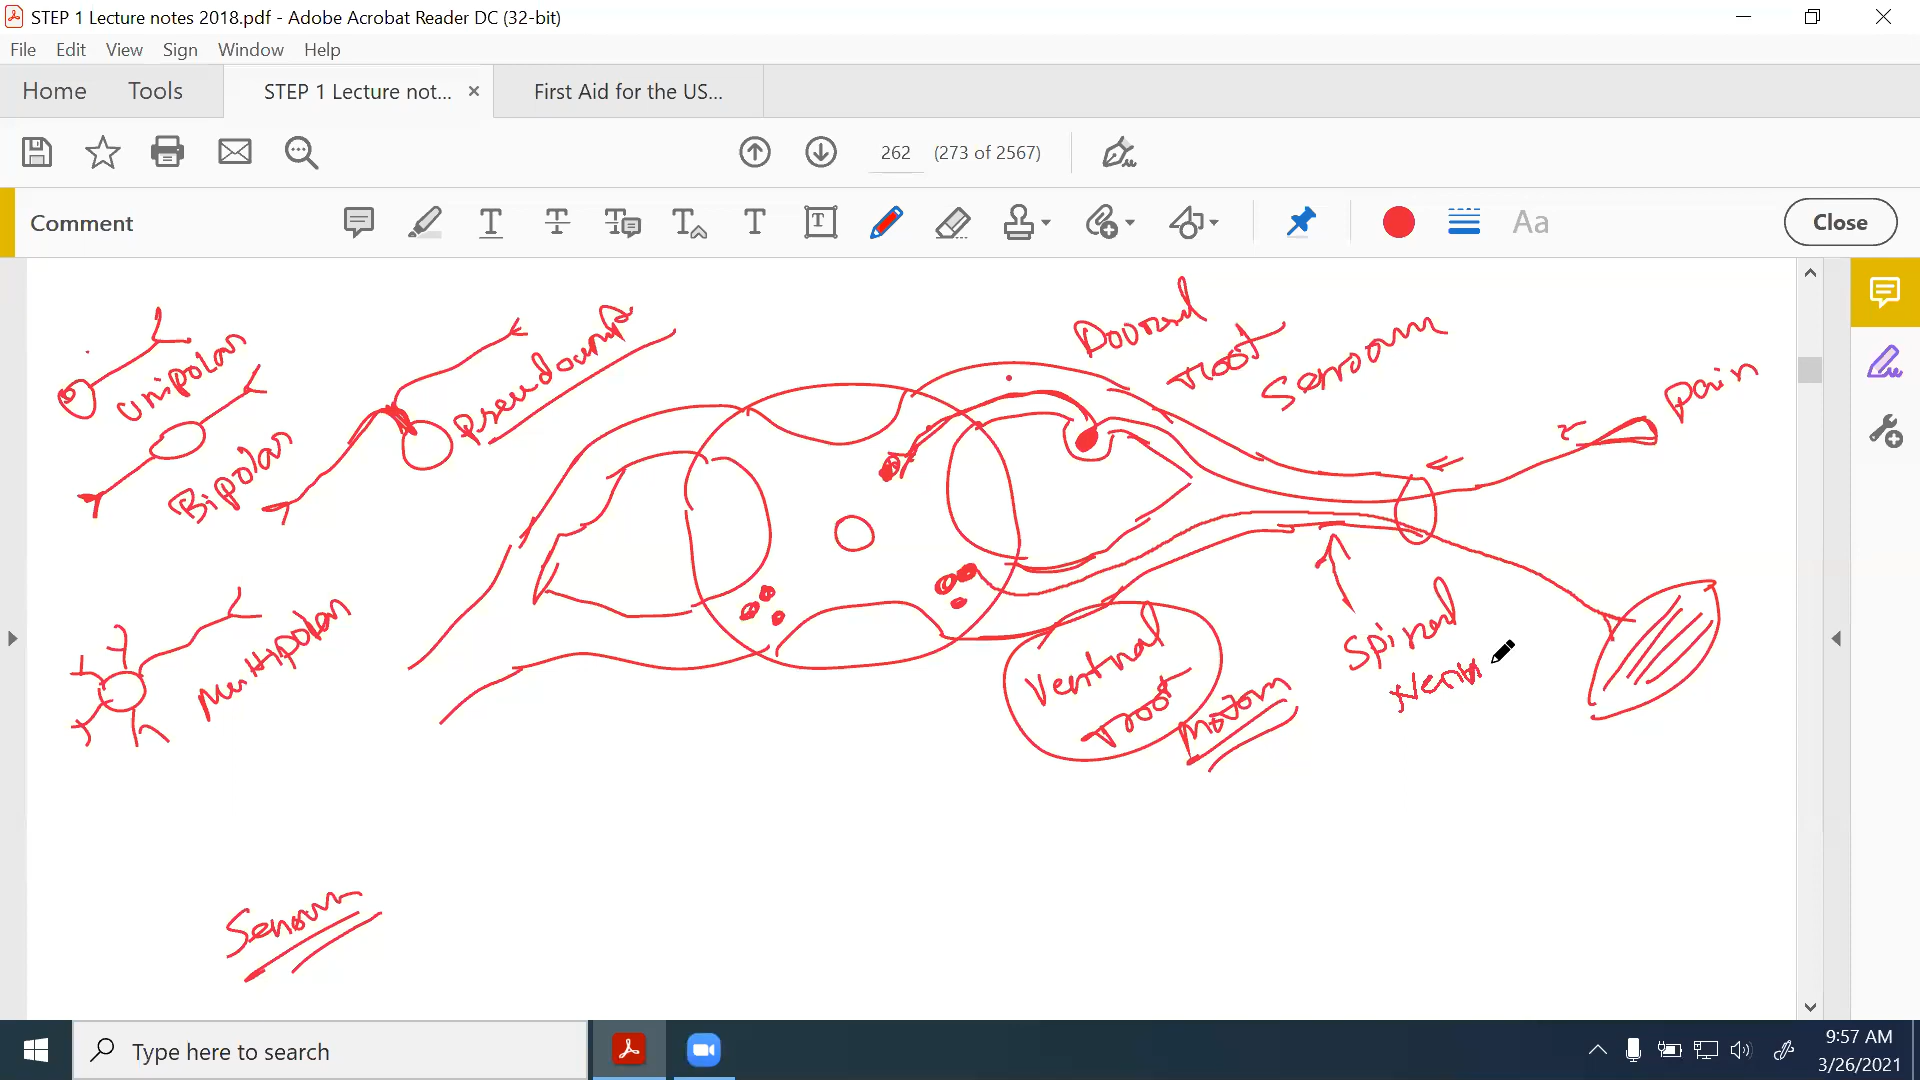 STEP 1 Lecture notes 2018.pdf - Adobe Acrobat Reader DC (32-bit)
File Edit View Sign Window Help
Home Tools STEP 1 Lecture not... × First Aid for the US...
262 (273 of 2567)
Comment Aa Close
Unipolar
Bipolar
Pseudounip
Multipolar
Dorsal
root
Pain
Ventral
root
Motor
Spinal
Type here to search
9:57 AM
3/26/2021